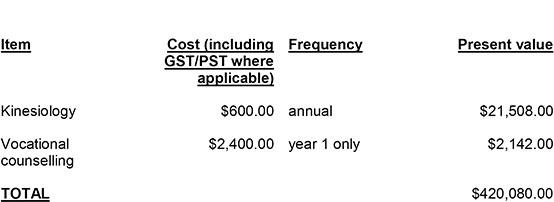 Item Cost (including GST/PST where applicable) Frequency Present value
Kinesiology $600.00 annual $21,508.00
Vocational counselling $2,400.00 year 1 only $2,142.00
TOTAL $420,080.00